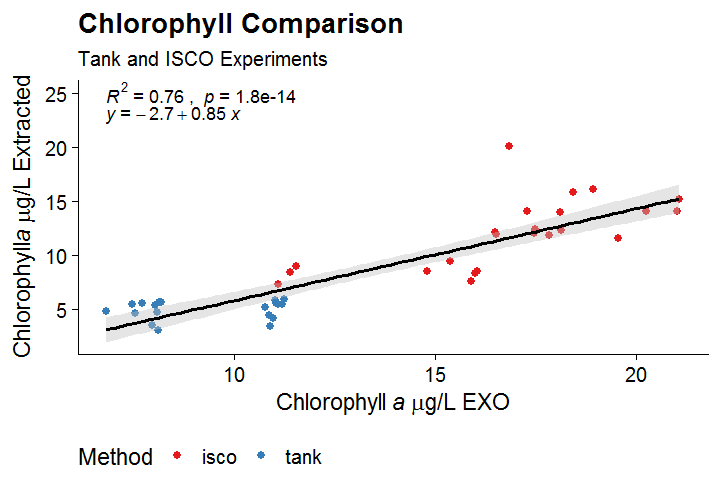 Chlorophyll Comparison
Tank and ISCO Experiments
R² = 0.76 , p = 1.8e-14
y = − 2.7 + 0.85 x
Chlorophylla μg/L Extracted
25
20
15
10
5
10 15 20
Chlorophyll a μg/L EXO
Method isco tank